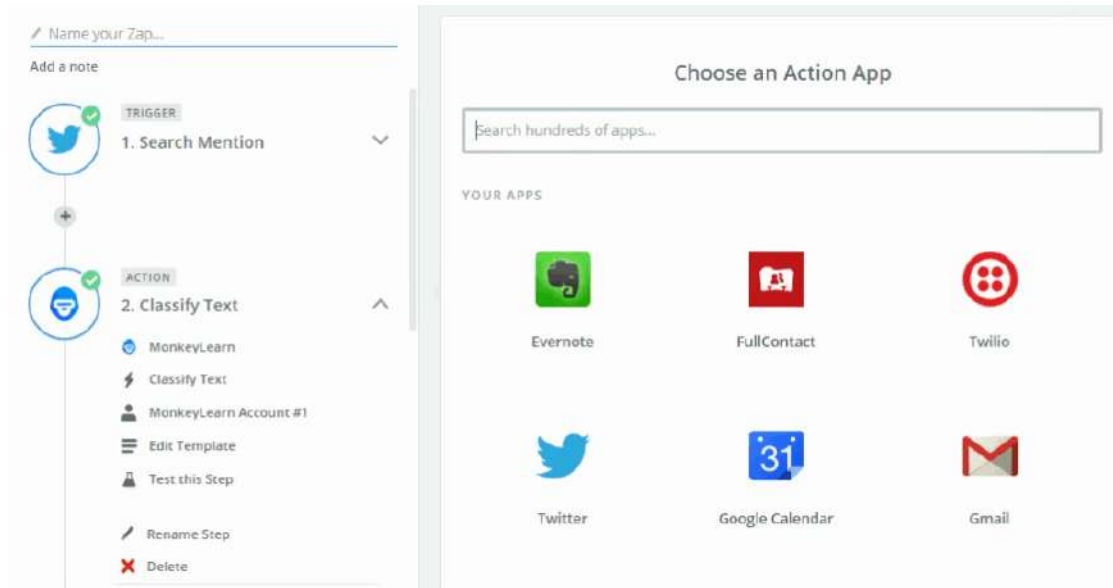 Name your Zap...
Add a note
TRIGGER
1. Search Mention
ACTION
2. Classify Text
MonkeyLearn
Classify Text
MonkeyLearn Account #1
Edit Template
Test this Step
Rename Step
Delete
Choose an Action App
Search hundreds of apps...
YOUR APPS
Evernote
FullContact
Twilio
31
Twitter
Google Calendar
Gmail